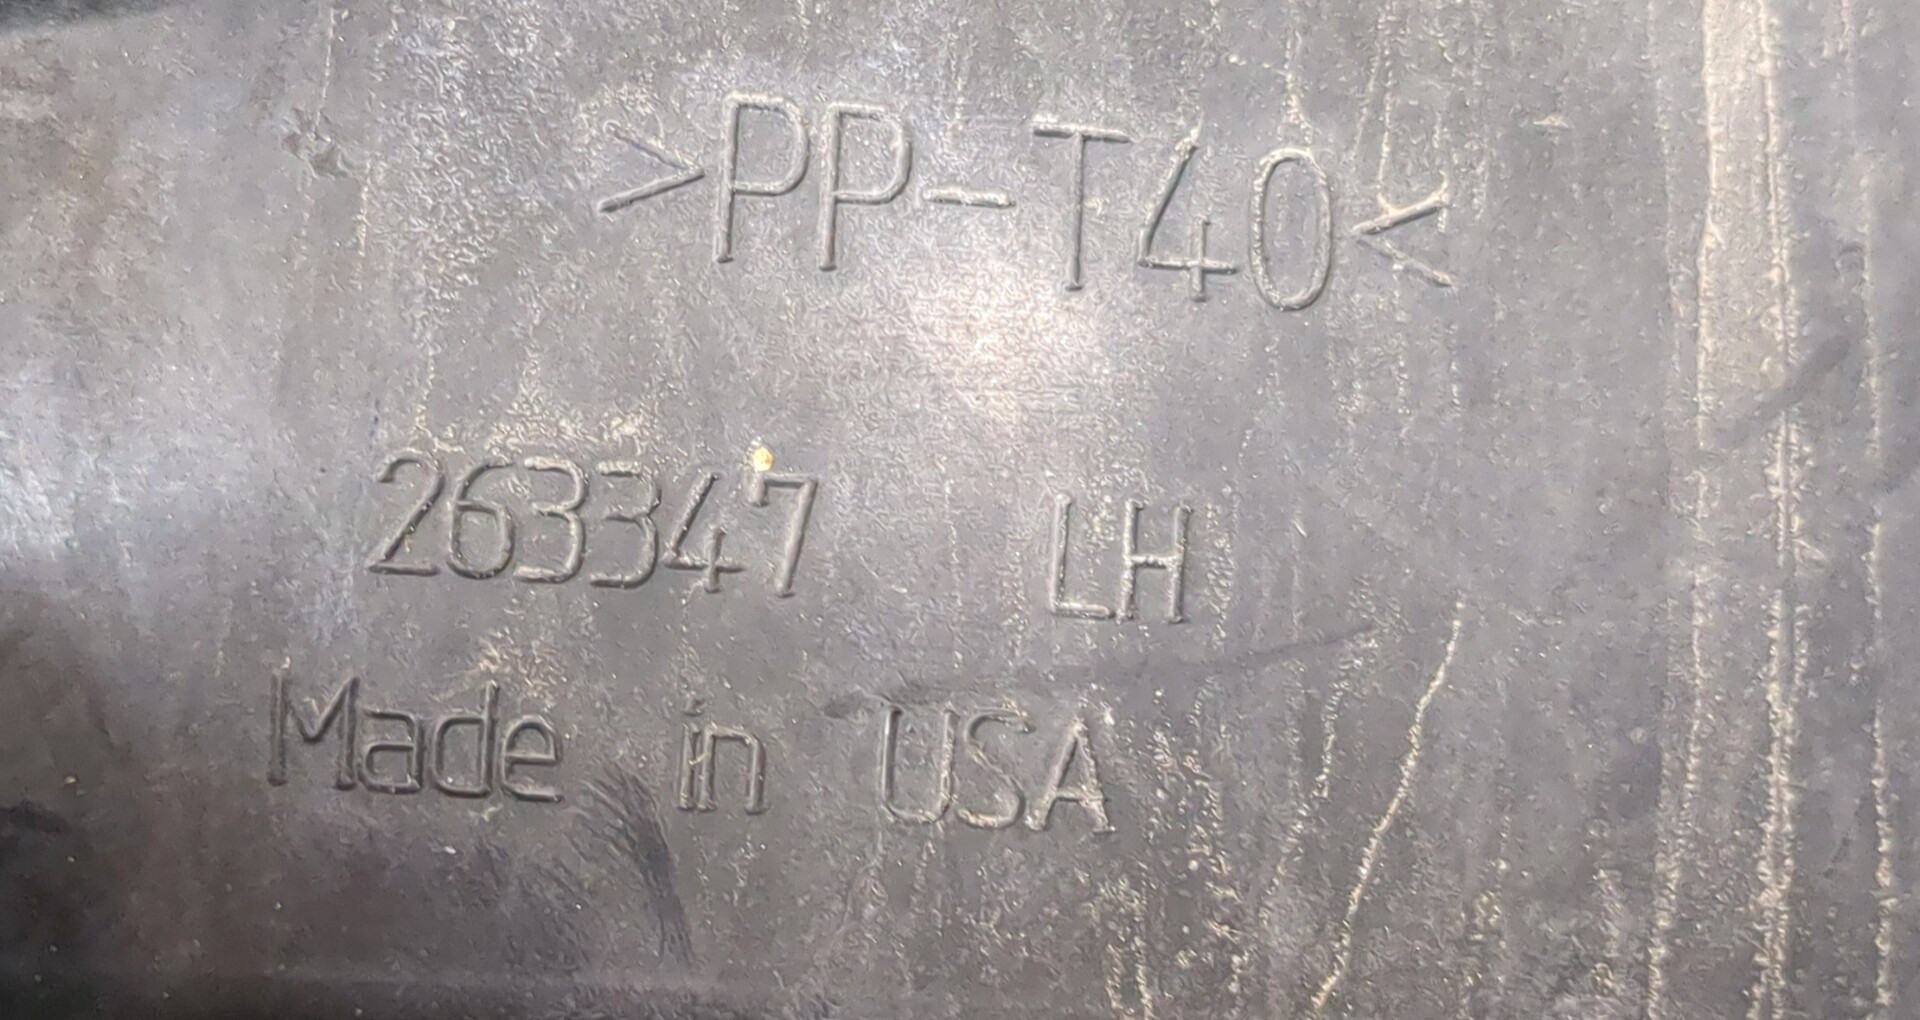 >PP-T40<
263347 LH
Made in USA